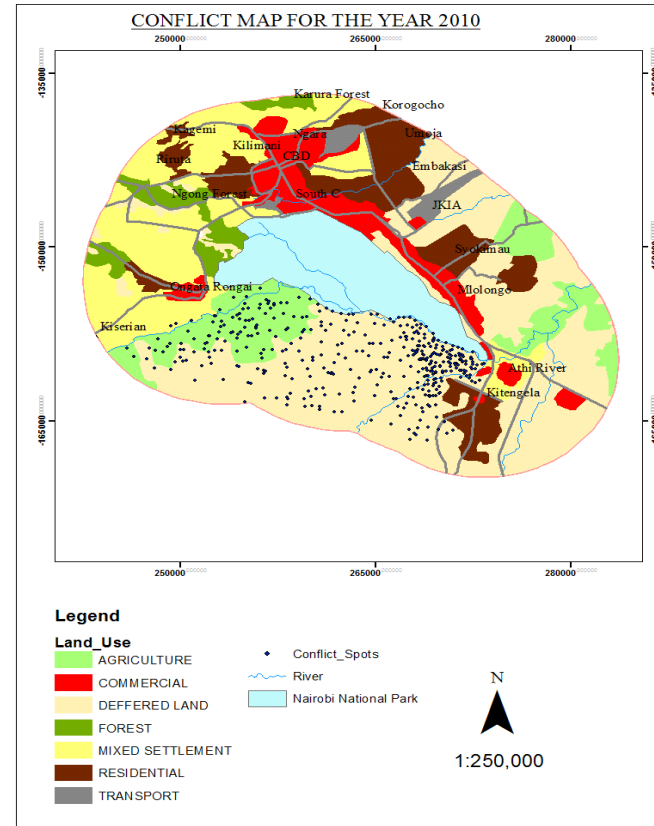 CONFLICT MAP FOR THE YEAR 2010
250000 265000 280000
-135000
Karura Forest
Korogocho
Kagemi
Ngara
Umoja
Kilimani
CBD
Riruta
Embakasi
Ngong Forest
South C
JKIA
Syokimau
Ongata Rongai
Mlolongo
Kiserian
Athi River
Kitengela
250000 265000 280000
Legend
Land_Use
AGRICULTURE
COMMERCIAL
DEFFERED LAND
FOREST
MIXED SETTLEMENT
RESIDENTIAL
TRANSPORT
Conflict_Spots
River
Nairobi National Park
N
1:250,000